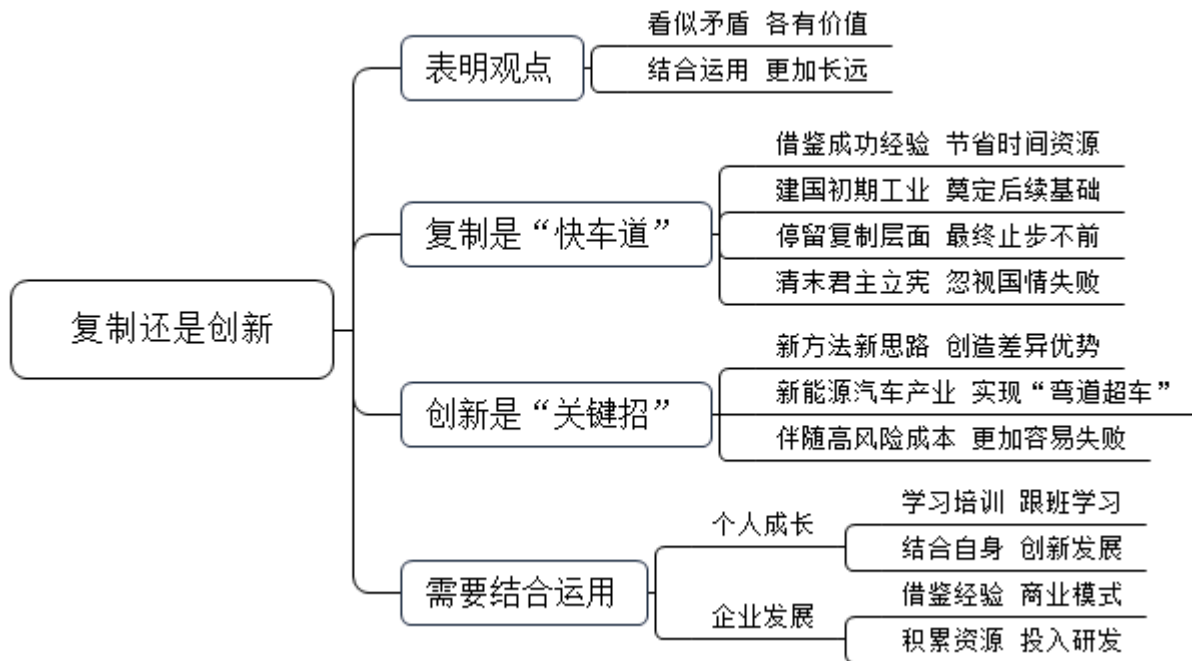 复制还是创新
表明观点
看似矛盾 各有价值
结合运用 更加长远
复制是“快车道”
借鉴成功经验 节省时间资源
建国初期工业 奠定后续基础
停留复制层面 最终止步不前
清末君主立宪 忽视国情失败
创新是“关键招”
新方法新思路 创造差异优势
新能源汽车产业 实现“弯道超车”
伴随高风险成本 更加容易失败
需要结合运用
个人成长
学习培训 跟班学习
结合自身 创新发展
企业发展
借鉴经验 商业模式
积累资源 投入研发